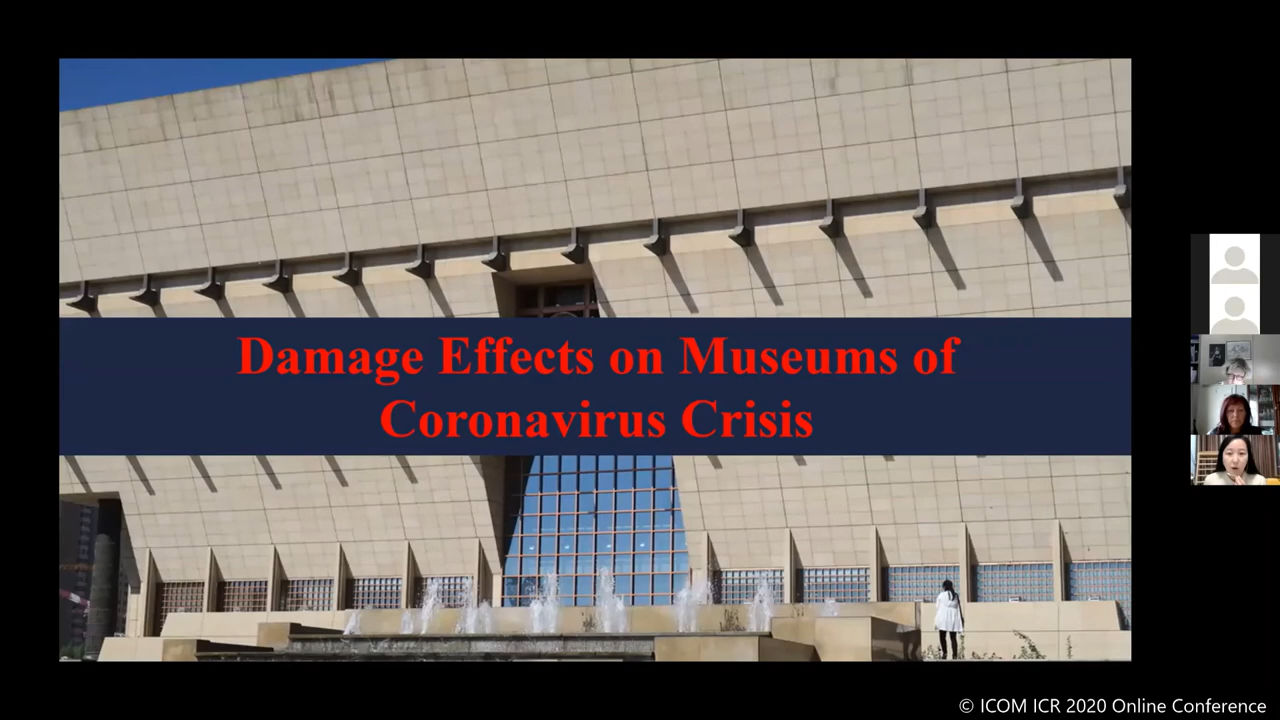 Damage Effects on Museums of
Coronavirus Crisis
© ICOM ICR 2020 Online Conference